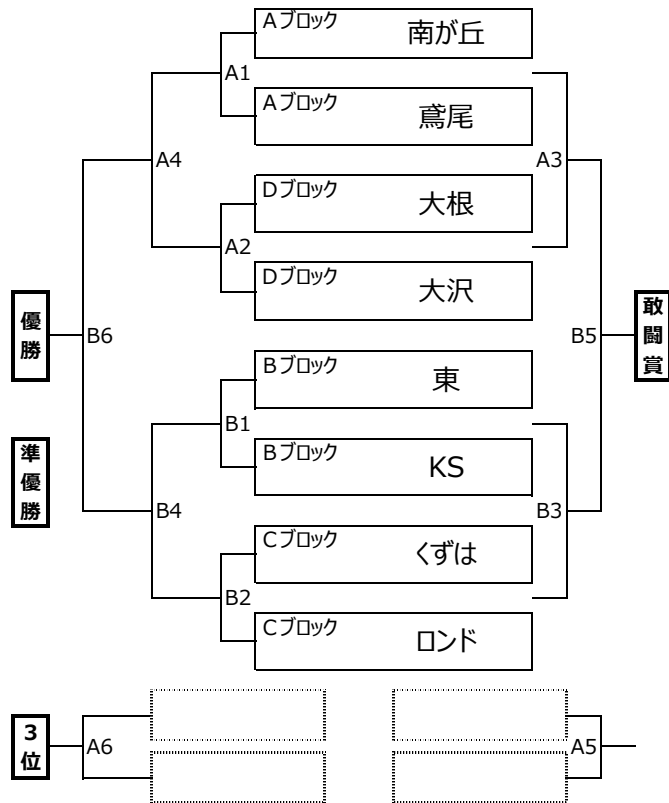 Aブロック 南が丘
A1
Aブロック 鳶尾
A4
A3
Dブロック 大根
A2
Dブロック 大沢
優勝
B6
B5
敢闘賞
Bブロック 東
B1
Bブロック KS
準優勝
B4
B3
Cブロック くずは
B2
Cブロック ロンド
3位
A6
A5